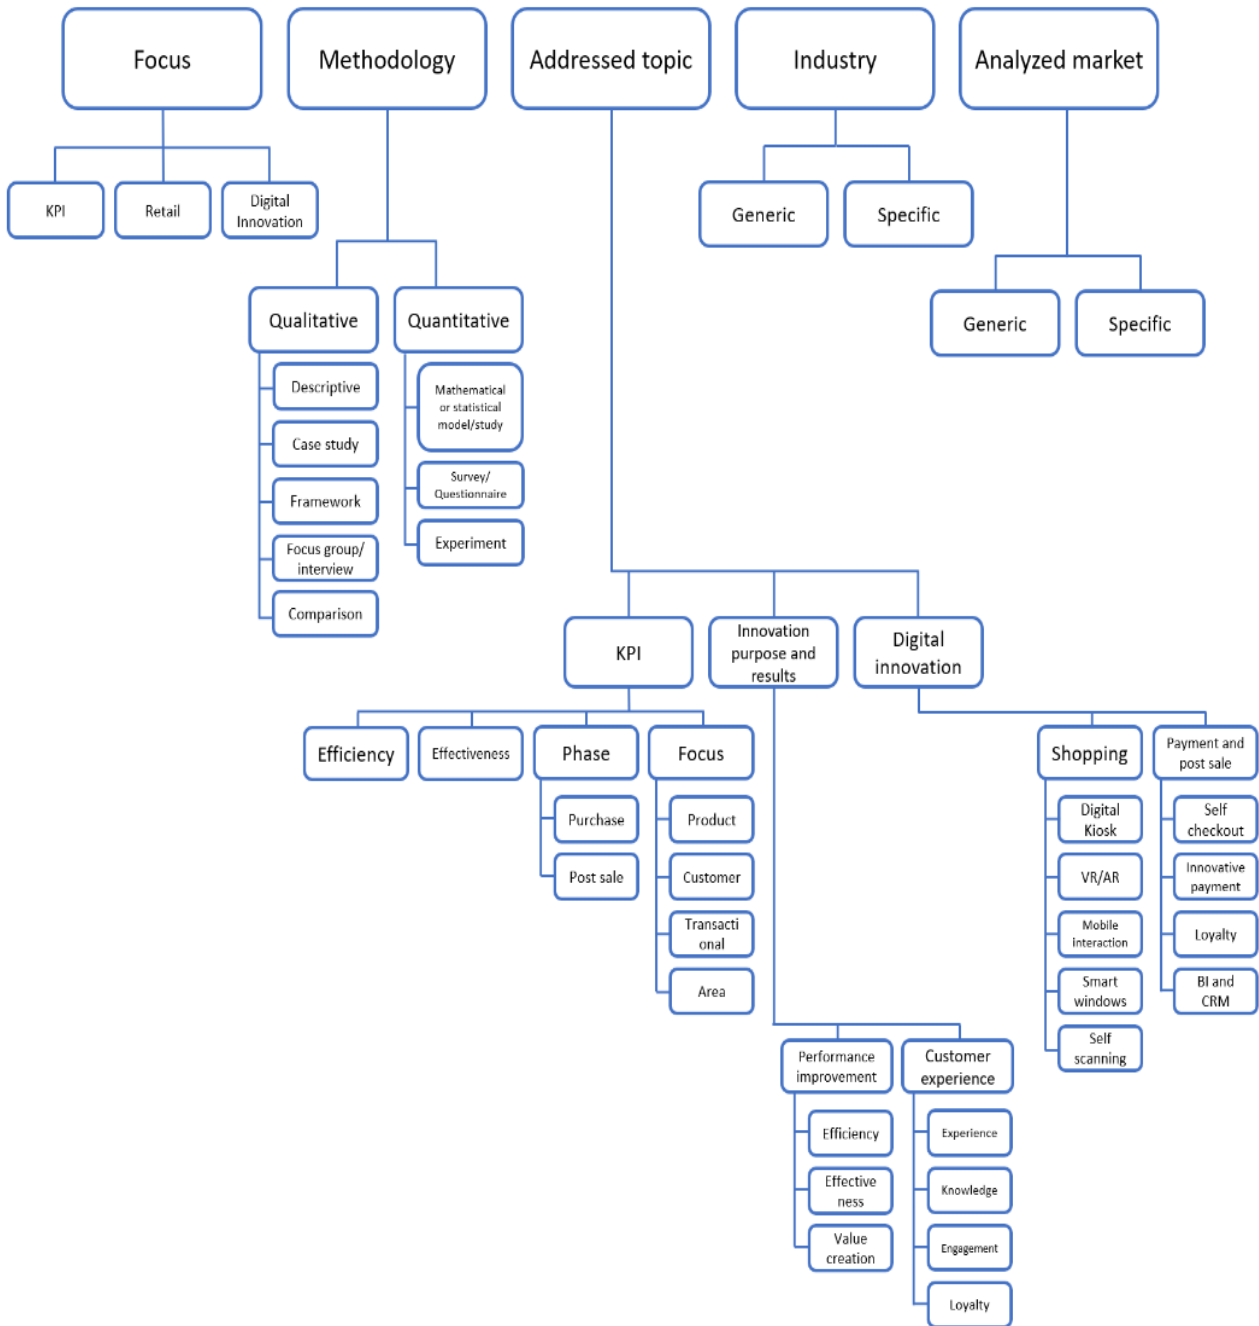 Focus
Methodology
Addressed topic
Industry
Analyzed market
KPI
Retail
Digital
Innovation
Generic
Specific
Generic
Specific
Qualitative
Quantitative
Descriptive
Case study
Framework
Focus group/
interview
Comparison
Mathematical
or statistical
model/study
Survey/
Questionnaire
Experiment
KPI
Innovation
purpose and
results
Digital
innovation
Efficiency
Effectiveness
Phase
Focus
Purchase
Post sale
Product
Customer
Transacti
onal
Area
Shopping
Payment and
post sale
Digital
Kiosk
VR/AR
Mobile
interaction
Smart
windows
Self
scanning
Self
checkout
Innovative
payment
Loyalty
BI and
CRM
Performance
improvement
Customer
experience
Efficiency
Effective
ness
Value
creation
Experience
Knowledge
Engagement
Loyalty